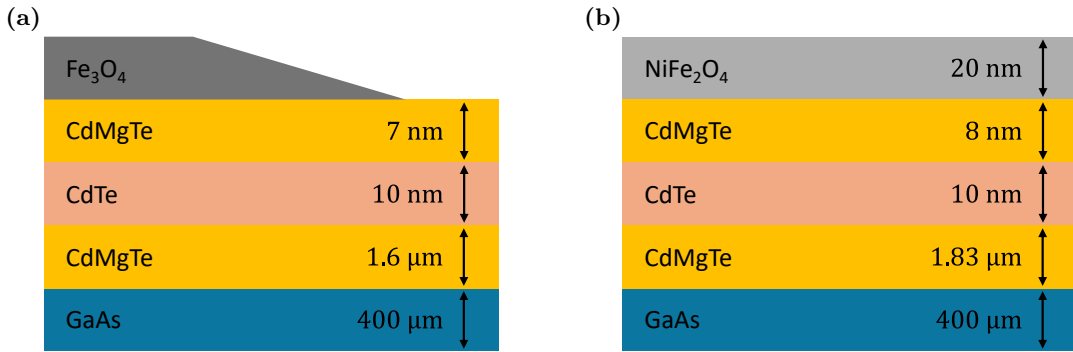 (a)
Fe₃O₄
CdMgTe 7 nm
CdTe 10 nm
CdMgTe 1.6 μm
GaAs 400 μm
(b)
NiFe₂O₄ 20 nm
CdMgTe 8 nm
CdTe 10 nm
CdMgTe 1.83 μm
GaAs 400 μm